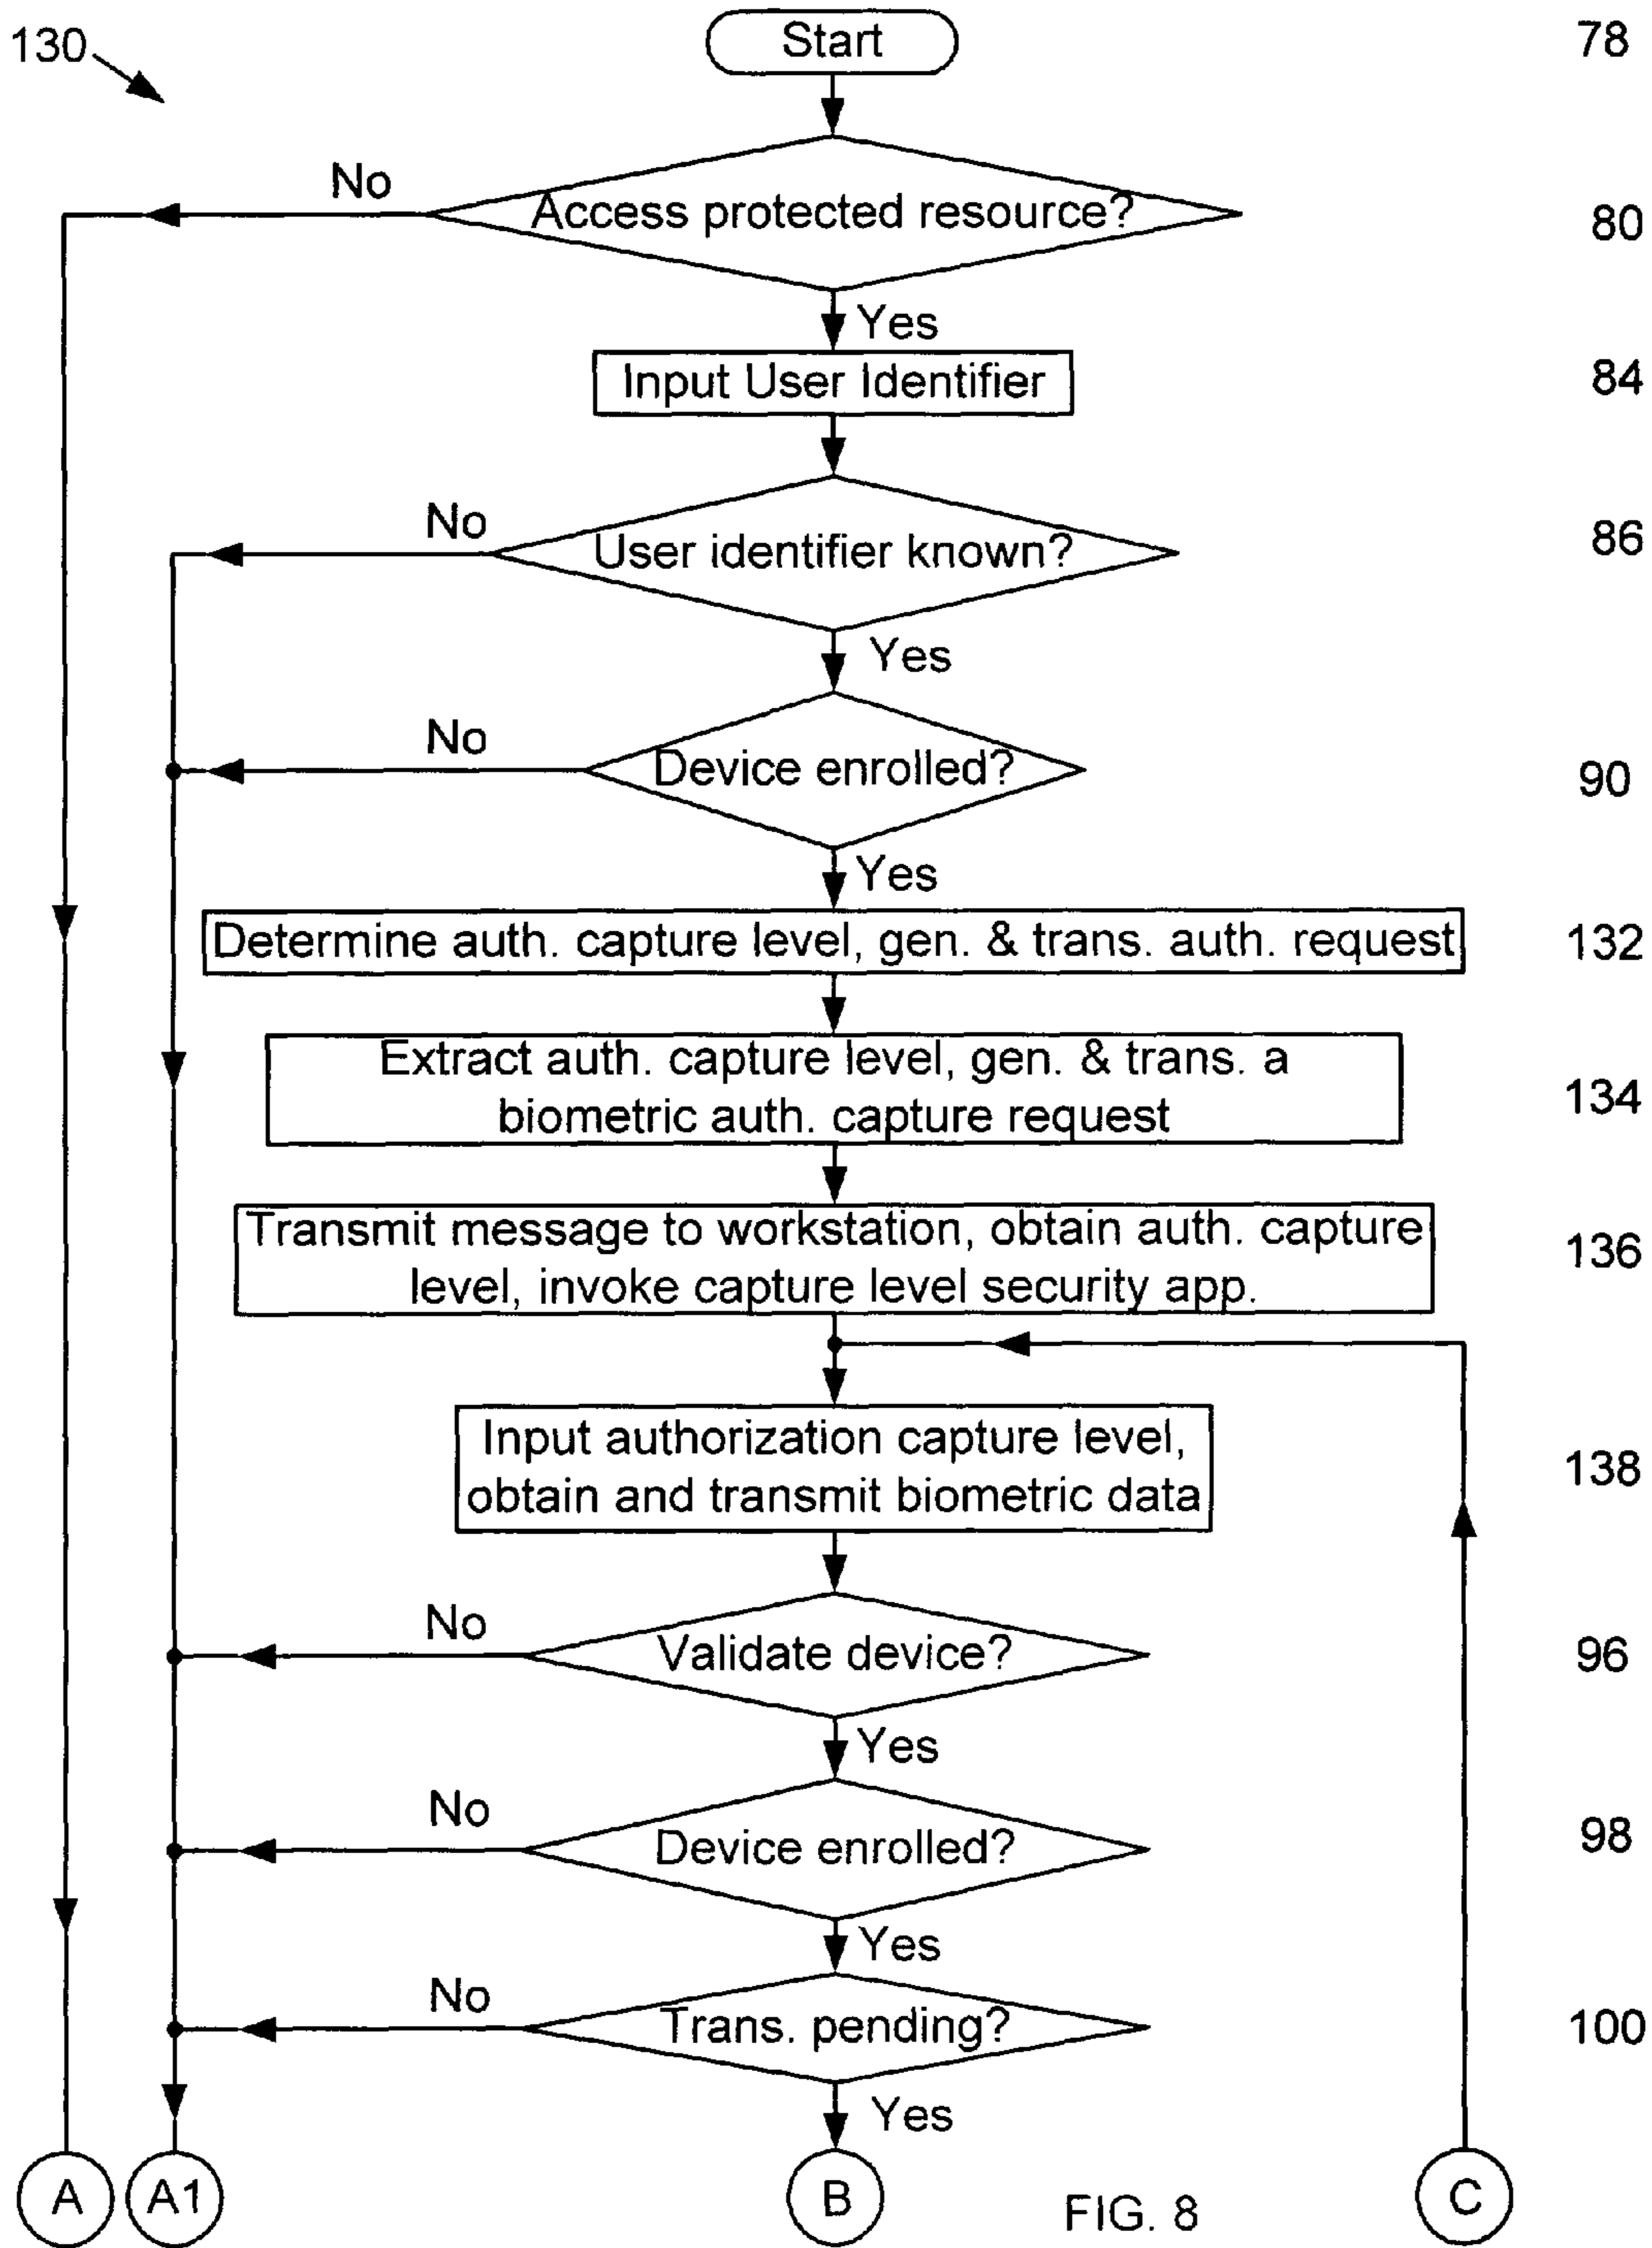 130
Start
78
No
Access protected resource?
80
Yes
Input User Identifier
84
No
User identifier known?
86
Yes
No
Device enrolled?
90
Yes
Determine auth. capture level, gen. & trans. auth. request
132
Extract auth. capture level, gen. & trans. a
biometric auth. capture request
134
Transmit message to workstation, obtain auth. capture
level, invoke capture level security app.
136
Input authorization capture level,
obtain and transmit biometric data
138
No
Validate device?
96
Yes
No
Device enrolled?
98
Yes
No
Trans. pending?
100
Yes
A
A1
B
FIG. 8
C